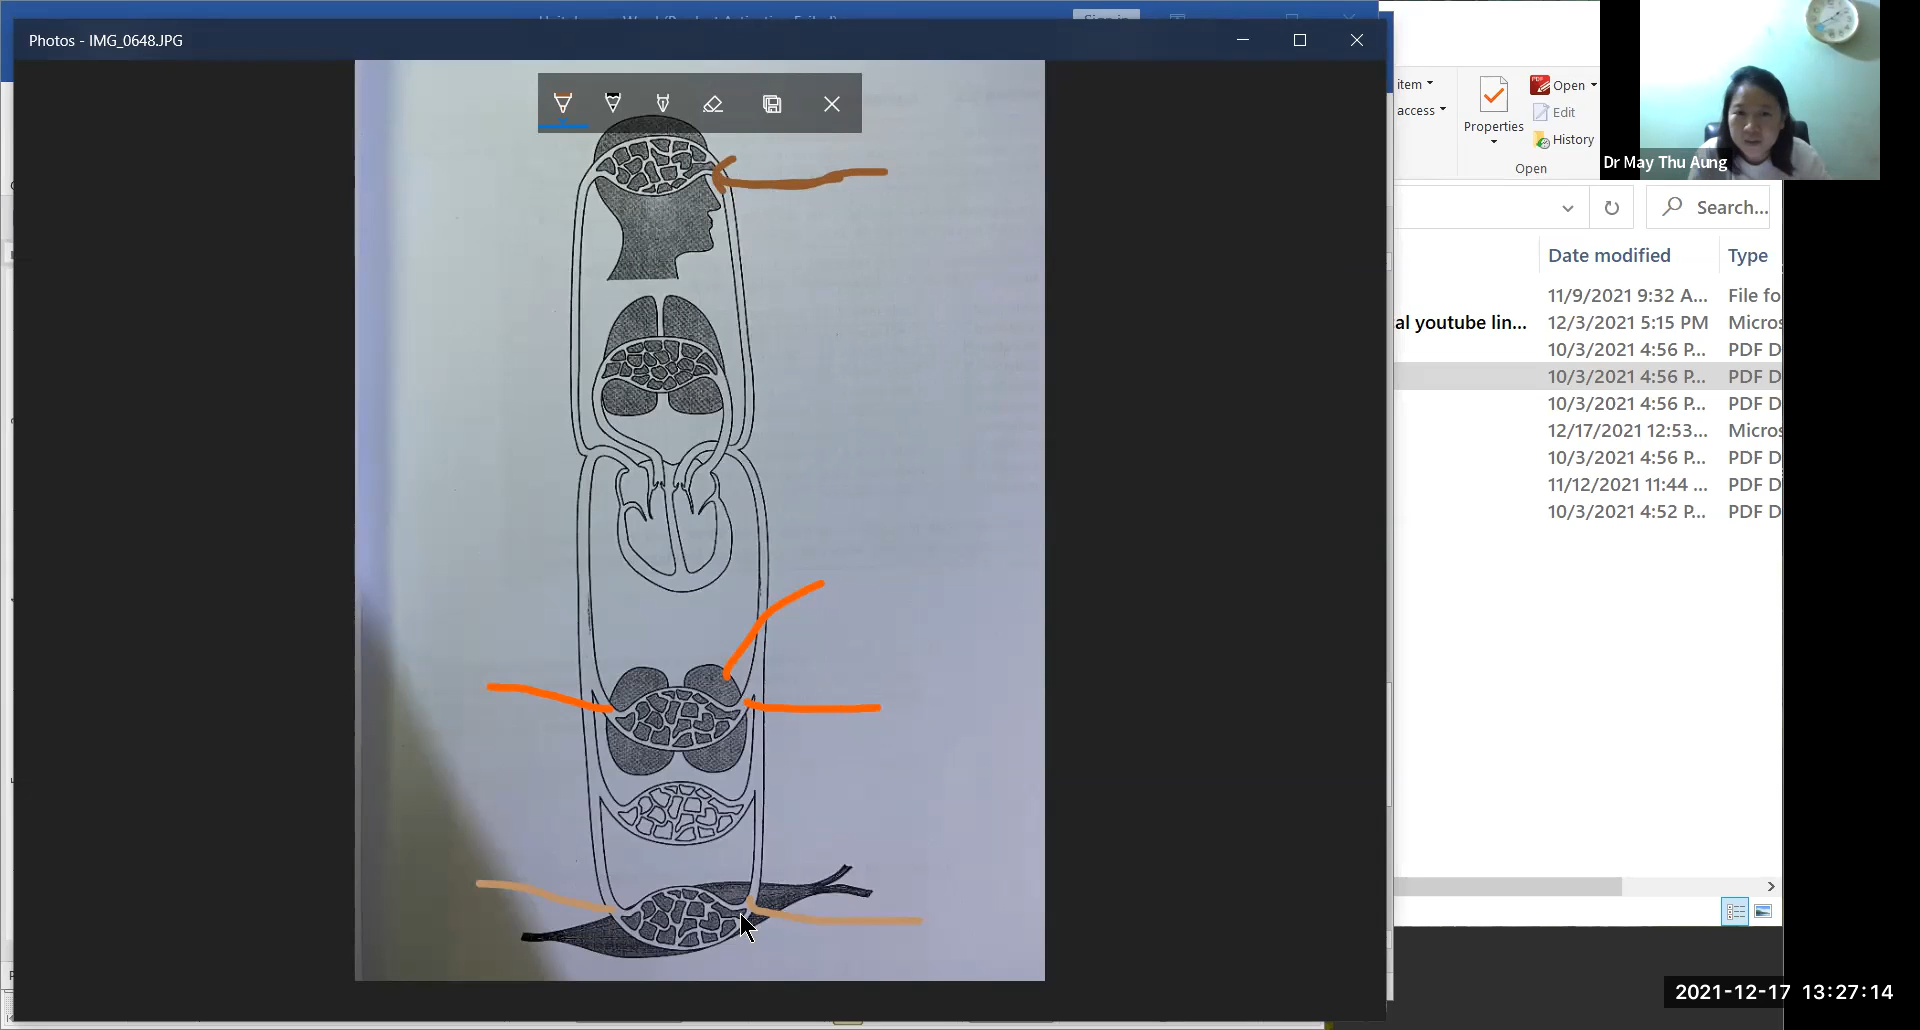 Photos - IMG_0648.JPG
item
access
Properties
Open
Edit
History
Open
Dr May Thu Aung
Search...
Date modified Type
11/9/2021 9:32 A... File fo
al youtube lin... 12/3/2021 5:15 PM Micros
10/3/2021 4:56 P... PDF D
10/3/2021 4:56 P... PDF D
10/3/2021 4:56 P... PDF D
12/17/2021 12:53... Micros
10/3/2021 4:56 P... PDF D
11/12/2021 11:44 ... PDF D
10/3/2021 4:52 P... PDF D
2021-12-17 13:27:14